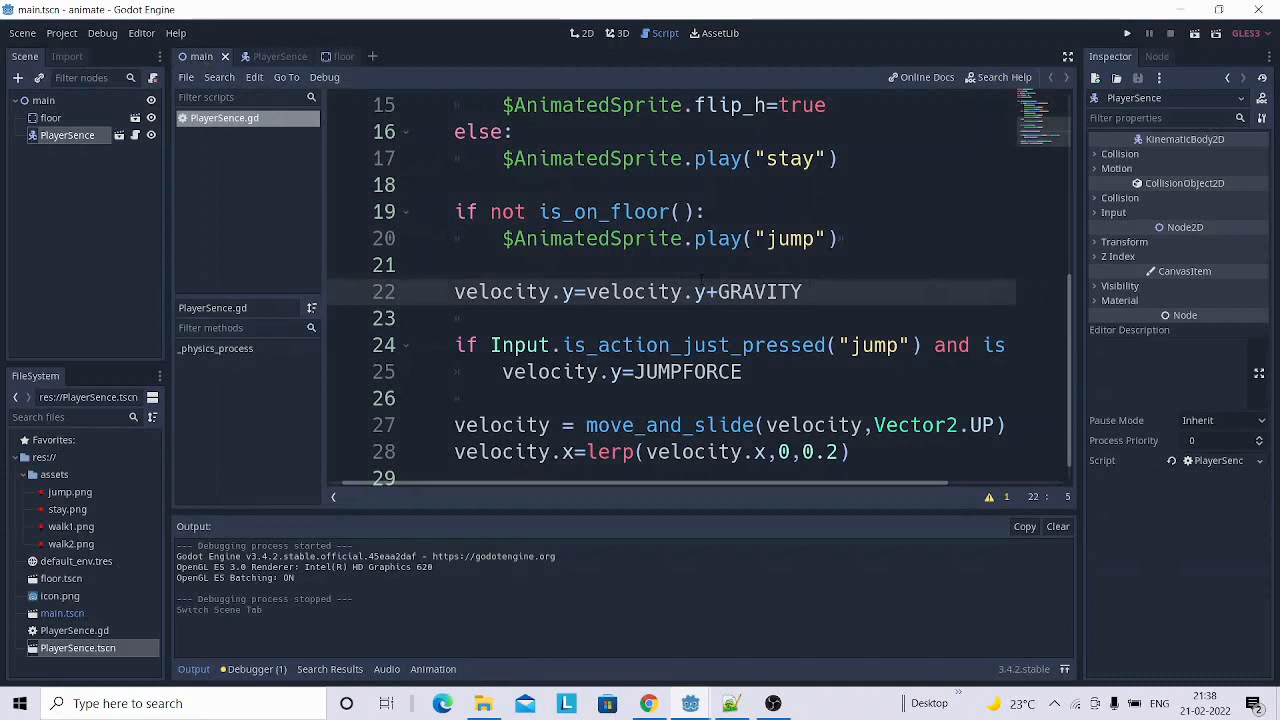 main.tscn - animate - Godot Engine
Scene Project Debug Editor Help
2D 3D Script AssetLib
GLES3
Scene Import
main PlayerSence floor
Inspector Node
Filter nodes
File Search Edit Go To Debug
Online Docs Search Help
main
floor
PlayerSence
Filter scripts
PlayerSence.gd
PlayerSence.gd
Filter methods
_physics_process
15 $AnimatedSprite.flip_h=true
16 else:
17 $AnimatedSprite.play("stay")
18
19 if not is_on_floor():
20 $AnimatedSprite.play("jump")
21
22 velocity.y=velocity.y+GRAVITY
23
24 if Input.is_action_just_pressed("jump") and is
25 velocity.y=JUMPFORCE
26
27 velocity = move_and_slide(velocity,Vector2.UP)
28 velocity.x=lerp(velocity.x,0,0.2)
29
1 22 : 5
PlayerSence
Filter properties
KinematicBody2D
Collision
Motion
CollisionObject2D
Collision
Input
Node2D
Transform
Z Index
CanvasItem
Visibility
Material
Node
Editor Description
Pause Mode Inherit
Process Priority 0
Script PlayerSenc
FileSystem
res://PlayerSence.tscn
Search files
Favorites:
res://
assets
jump.png
stay.png
walk1.png
walk2.png
default_env.tres
floor.tscn
icon.png
main.tscn
PlayerSence.gd
PlayerSence.tscn
Output:
Copy Clear
--- Debugging process started ---
Godot Engine v3.4.2.stable.official.45eaa2daf - https://godotengine.org
OpenGL ES 3.0 Renderer: Intel(R) HD Graphics 620
OpenGL ES Batching: ON
--- Debugging process stopped ---
Switch Scene Tab
Output Debugger (1) Search Results Audio Animation
3.4.2.stable
Type here to search
Desktop
23°C
ENG
21:38
21-02-2022
2